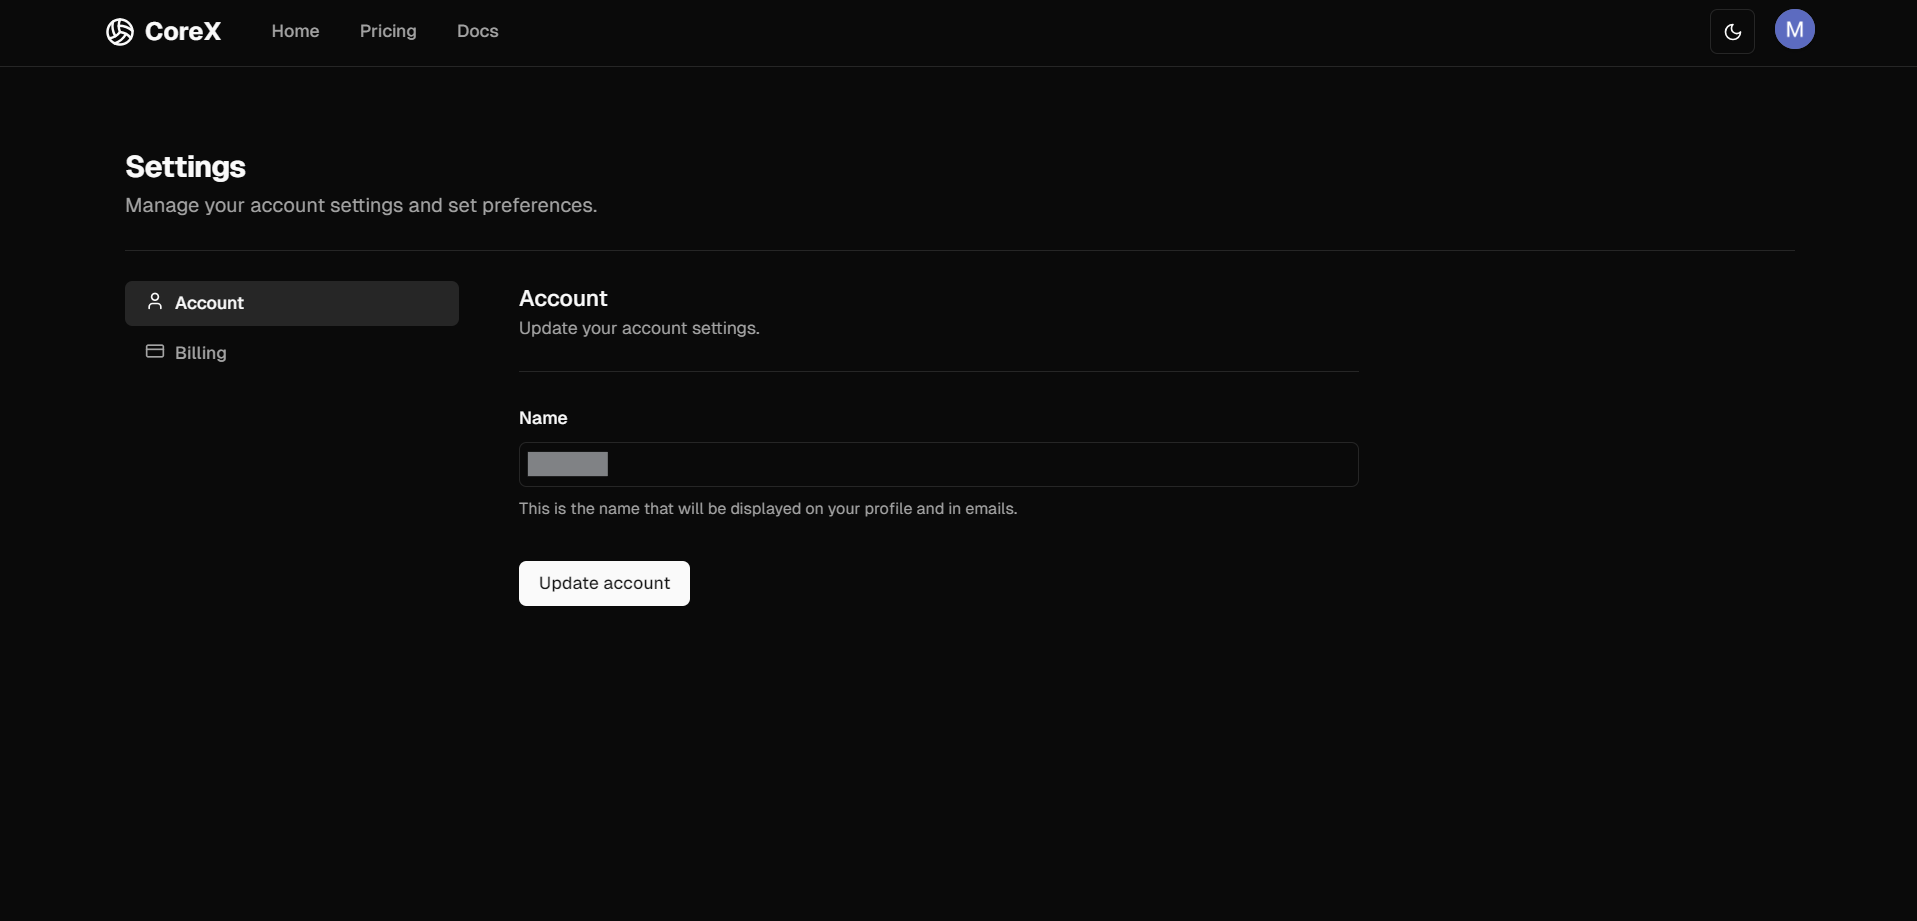 CoreX
Home
Pricing
Docs
M
Settings
Manage your account settings and set preferences.
Account
Billing
Account
Update your account settings.
Name
This is the name that will be displayed on your profile and in emails.
Update account